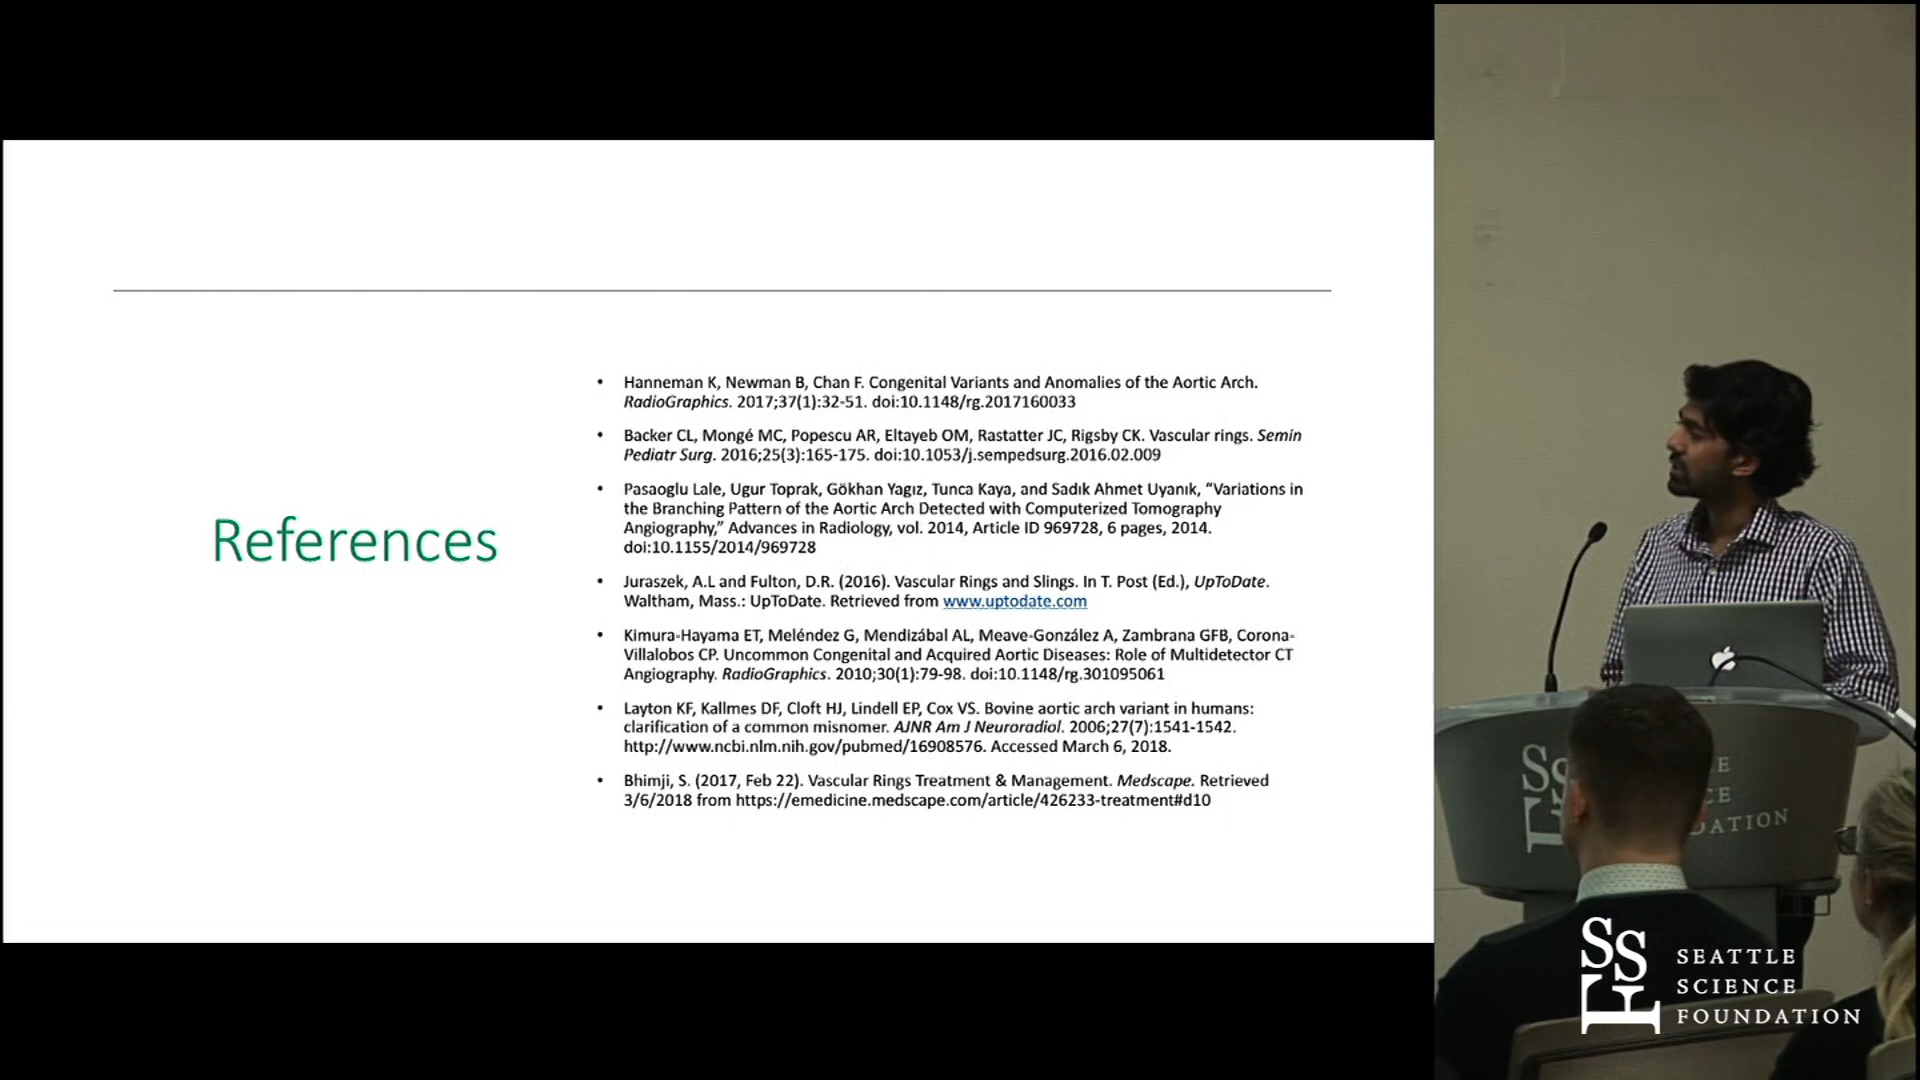 References
• Hanneman K, Newman B, Chan F. Congenital Variants and Anomalies of the Aortic Arch.
RadioGraphics. 2017;37(1):32-51. doi:10.1148/rg.2017160033
• Backer CL, Mongé MC, Popescu AR, Eltayeb OM, Rastatter JC, Rigsby CK. Vascular rings. Semin
Pediatr Surg. 2016;25(3):165-175. doi:10.1053/j.sempedsurg.2016.02.009
• Pasaoglu Lale, Ugur Toprak, Gökhan Yagız, Tunca Kaya, and Sadık Ahmet Uyanık, “Variations in
the Branching Pattern of the Aortic Arch Detected with Computerized Tomography
Angiography,” Advances in Radiology, vol. 2014, Article ID 969728, 6 pages, 2014.
doi:10.1155/2014/969728
• Juraszek, A.L and Fulton, D.R. (2016). Vascular Rings and Slings. In T. Post (Ed.), UpToDate.
Waltham, Mass.: UpToDate. Retrieved from www.uptodate.com
• Kimura-Hayama ET, Meléndez G, Mendizábal AL, Meave-González A, Zambrana GFB, Corona-
Villalobos CP. Uncommon Congenital and Acquired Aortic Diseases: Role of Multidetector CT
Angiography. RadioGraphics. 2010;30(1):79-98. doi:10.1148/rg.301095061
• Layton KF, Kallmes DF, Cloft HJ, Lindell EP, Cox VS. Bovine aortic arch variant in humans:
clarification of a common misnomer. AJNR Am J Neuroradiol. 2006;27(7):1541-1542.
http://www.ncbi.nlm.nih.gov/pubmed/16908576. Accessed March 6, 2018.
• Bhimji, S. (2017, Feb 22). Vascular Rings Treatment & Management. Medscape. Retrieved
3/6/2018 from https://emedicine.medscape.com/article/426233-treatment#d10
SSF
SEATTLE
SCIENCE
FOUNDATION